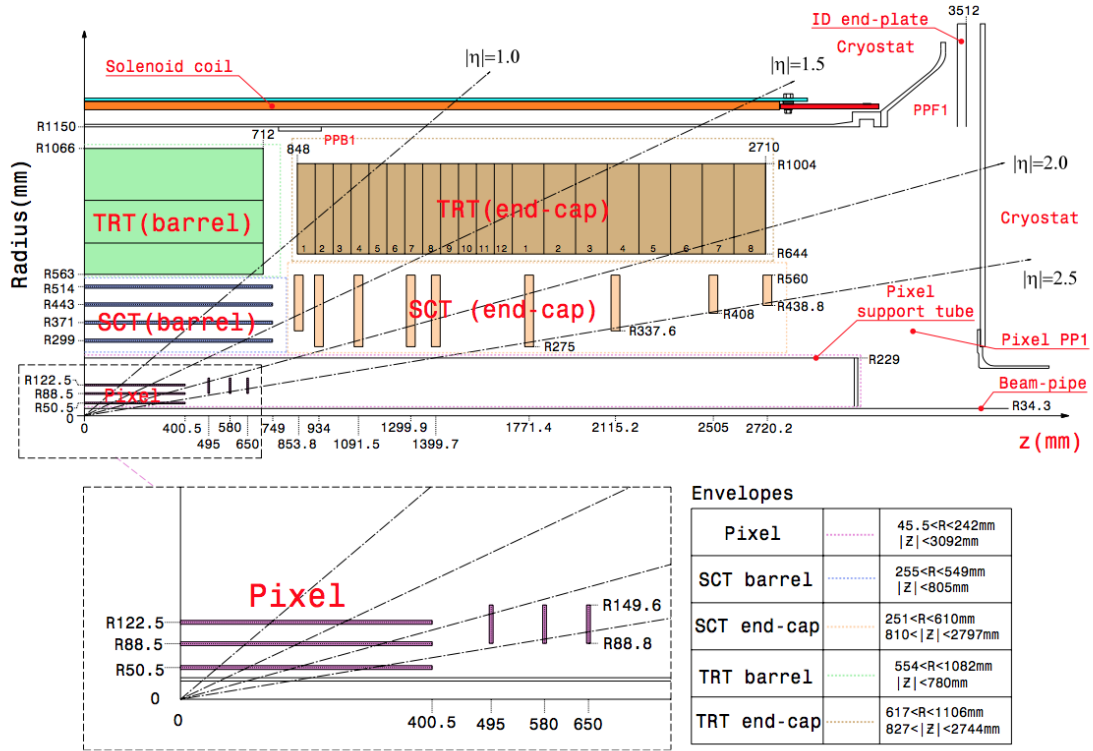 3512
ID end-plate
Cryostat
|η|=1.0
|η|=1.5
Solenoid coil
PPF1
R1150
712
PPB1
R1066
848
2710
R1004
|η|=2.0
Radius(mm)
TRT(barrel)
TRT(end-cap)
Cryostat
1 2 3 4 5 6 7 8 9 10 11 12 1 2 3 4 5 6 7 8
R644
|η|=2.5
R563
R560
R514
Pixel
support tube
R443
SCT (end-cap)
R438.8
R408
SCT(barrel)
R371
R337.6
Pixel PP1
R299
R275
R229
R122.5
R88.5
Pixel
Beam-pipe
R50.5
R34.3
0
0
400.5
495
580
650
749
853.8
934
1091.5
1299.9
1399.7
1771.4
2115.2
2505
2720.2
z(mm)
Pixel
R122.5
R88.5
R50.5
0
0
400.5
495
580
650
R149.6
R88.8
Envelopes
Pixel
45.5<R<242mm
|Z|<3092mm
SCT barrel
255<R<549mm
|Z|<805mm
SCT end-cap
251<R<610mm
810<|Z|<2797mm
TRT barrel
554<R<1082mm
|Z|<780mm
TRT end-cap
617<R<1106mm
827<|Z|<2744mm